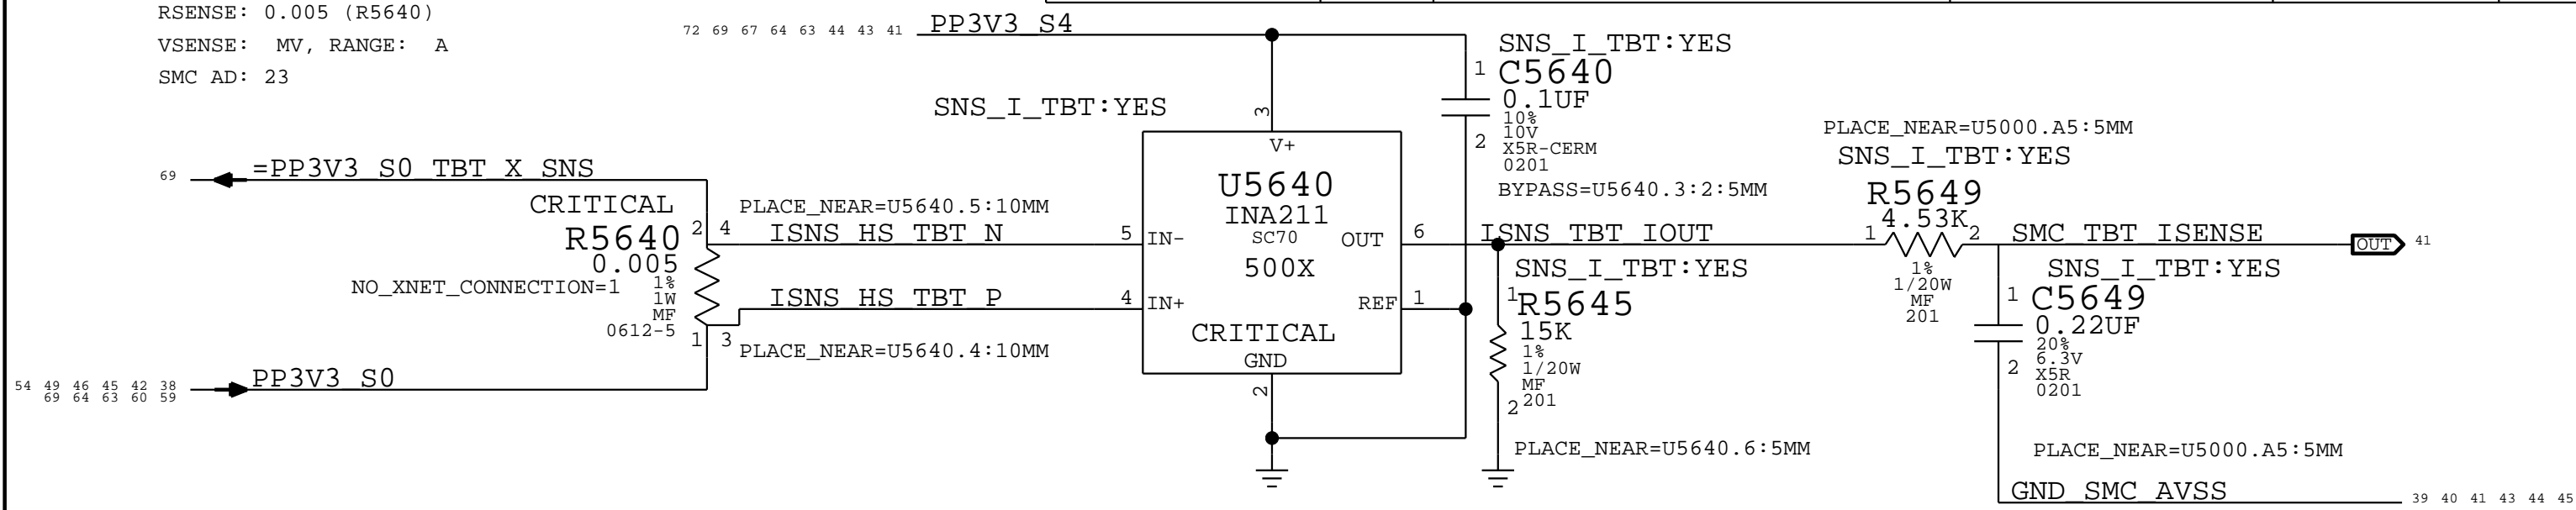 RSENSE: 0.005 (R5640)
VSENSE: MV, RANGE: A
SMC AD: 23
72 69 67 64 63 44 43 41 PP3V3_S4
SNS_I_TBT:YES
C5640
0.1UF
10%
10V
X5R-CERM
0201
1
2
BYPASS=U5640.3:2:5MM
SNS_I_TBT:YES
3
V+
U5640
INA211
SC70
500X
CRITICAL
GND
2
5 IN-
4 IN+
OUT 6
REF 1
69 =PP3V3_S0_TBT_X_SNS
CRITICAL
R5640
0.005
1%
1W
MF
0612-5
NO_XNET_CONNECTION=1
2 4
1 3
PLACE_NEAR=U5640.5:10MM
ISNS_HS_TBT_N
ISNS_HS_TBT_P
PLACE_NEAR=U5640.4:10MM
54 49 46 45 42 38
69 64 63 60 59
PP3V3_S0
ISNS_TBT_IOUT
SNS_I_TBT:YES
1
R5645
15K
1%
1/20W
MF
201
2
PLACE_NEAR=U5640.6:5MM
PLACE_NEAR=U5000.A5:5MM
SNS_I_TBT:YES
R5649
4.53K
1 2
1%
1/20W
MF
201
SMC_TBT_ISENSE
OUT 41
SNS_I_TBT:YES
1
C5649
0.22UF
20%
6.3V
X5R
0201
2
PLACE_NEAR=U5000.A5:5MM
GND_SMC_AVSS
39 40 41 43 44 45